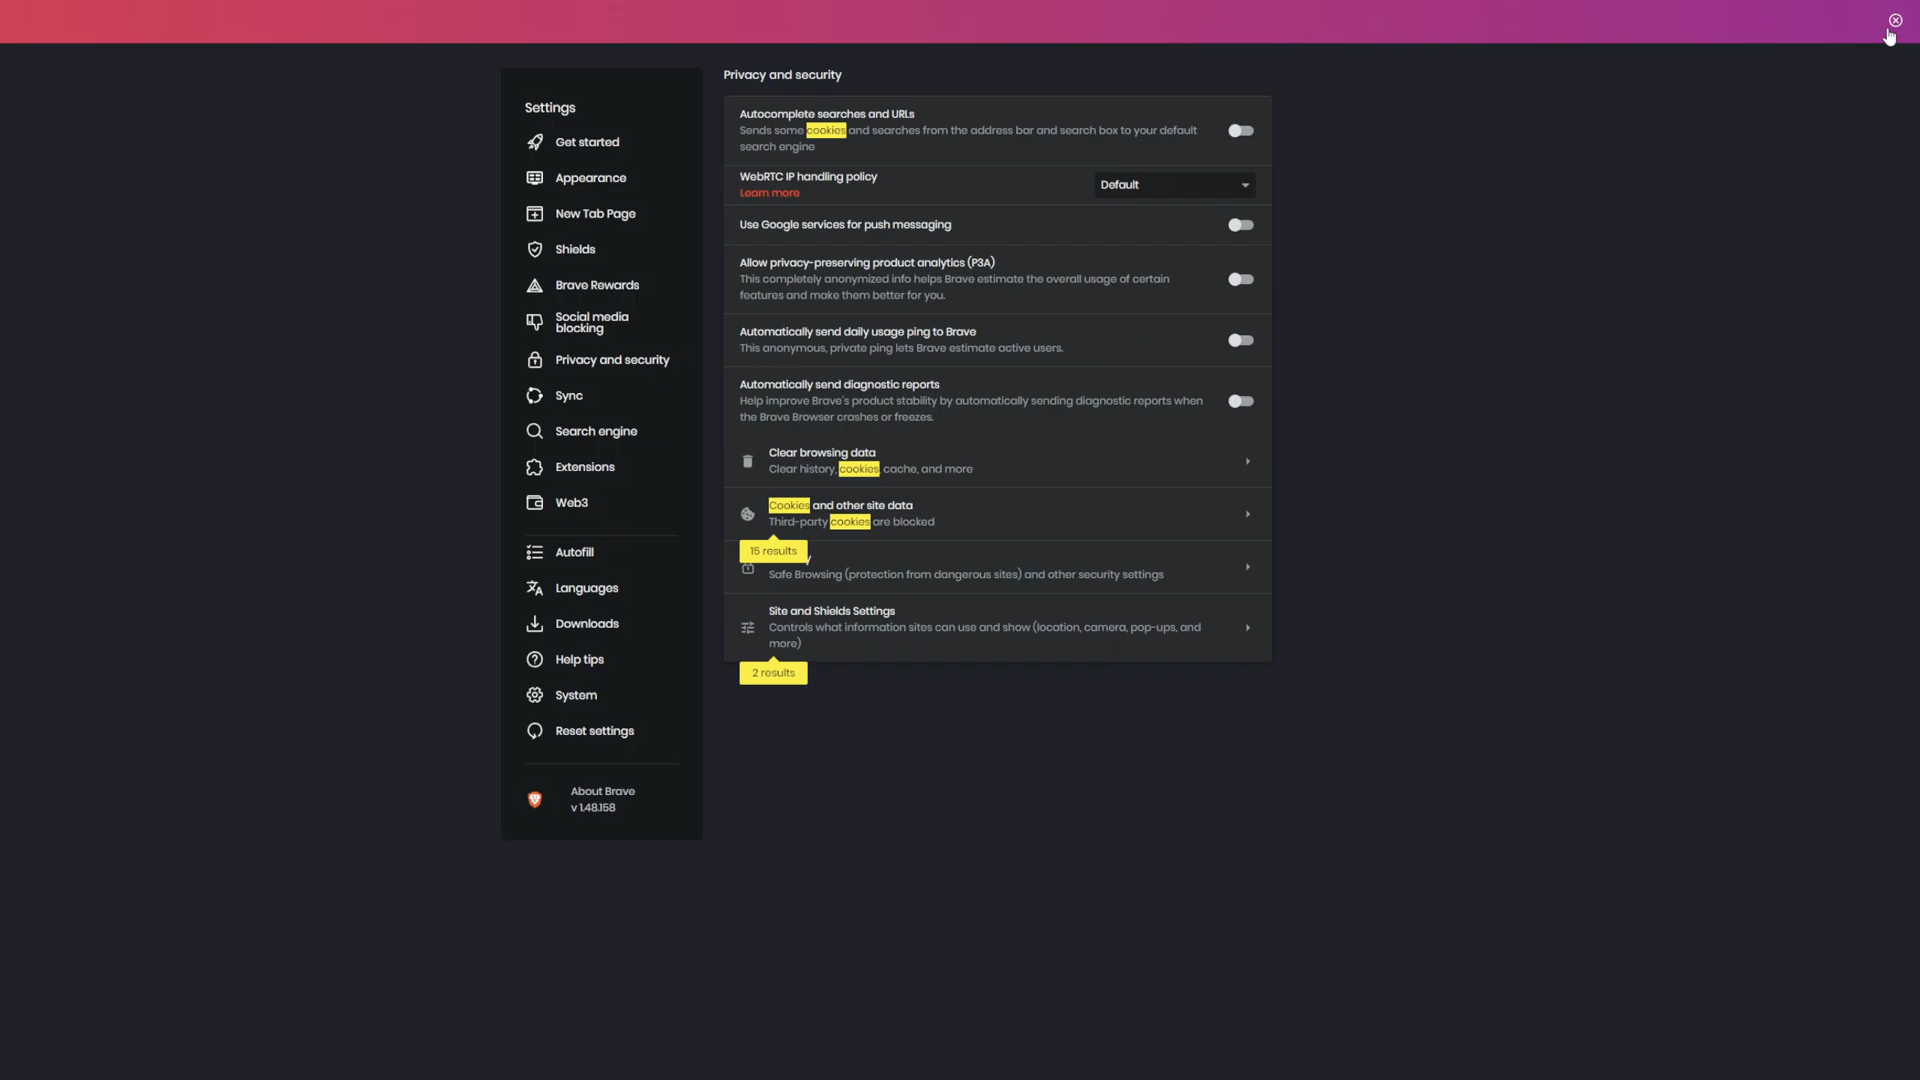 Settings
Get started
Appearance
New Tab Page
Shields
Brave Rewards
Social media
blocking
Privacy and security
Sync
Search engine
Extensions
Web3
Autofill
Languages
Downloads
Help tips
System
Reset settings
About Brave
v 1.48.158
Privacy and security
Autocomplete searches and URLs
Sends some cookies and searches from the address bar and search box to your default
search engine
WebRTC IP handling policy
Learn more
Default
Use Google services for push messaging
Allow privacy-preserving product analytics (P3A)
This completely anonymized info helps Brave estimate the overall usage of certain
features and make them better for you.
Automatically send daily usage ping to Brave
This anonymous, private ping lets Brave estimate active users.
Automatically send diagnostic reports
Help improve Brave's product stability by automatically sending diagnostic reports when
the Brave Browser crashes or freezes.
Clear browsing data
Clear history, cookies, cache, and more
Cookies and other site data
Third-party cookies are blocked
15 results
Safe Browsing (protection from dangerous sites) and other security settings
Site and Shields Settings
Controls what information sites can use and show (location, camera, pop-ups, and
more)
2 results